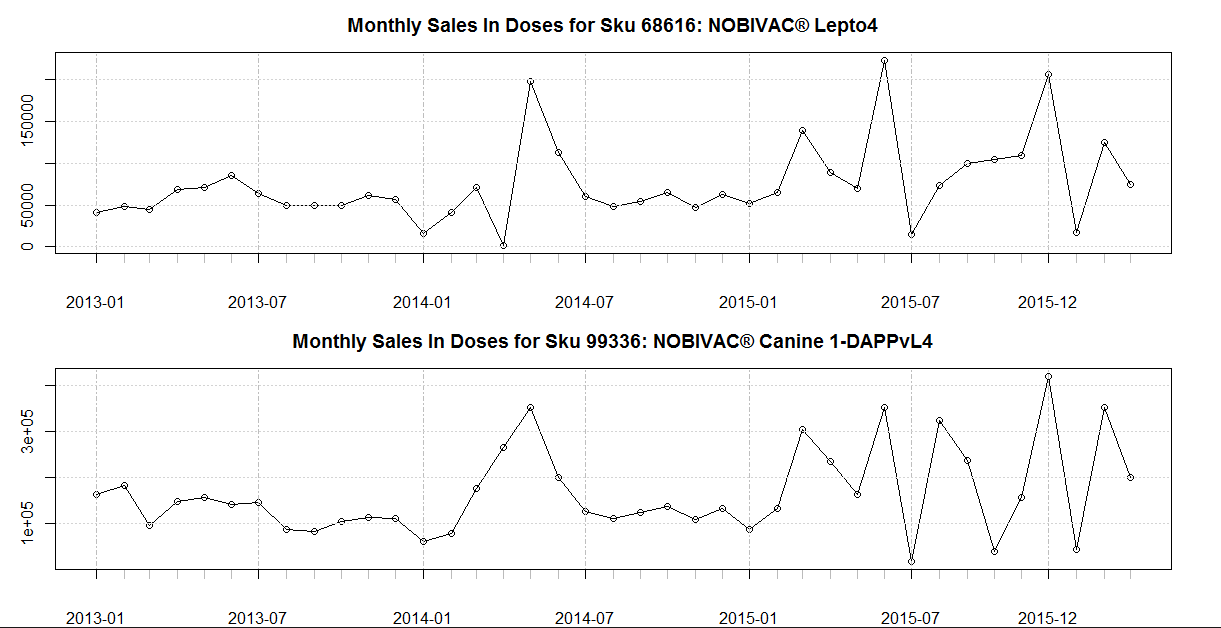 Monthly Sales In Doses for Sku 68616: NOBIVAC® Lepto4
150000
50000
0
2013-01 2013-07 2014-01 2014-07 2015-01 2015-07 2015-12
Monthly Sales In Doses for Sku 99336: NOBIVAC® Canine 1-DAPPvL4
3e+05
1e+05
2013-01 2013-07 2014-01 2014-07 2015-01 2015-07 2015-12